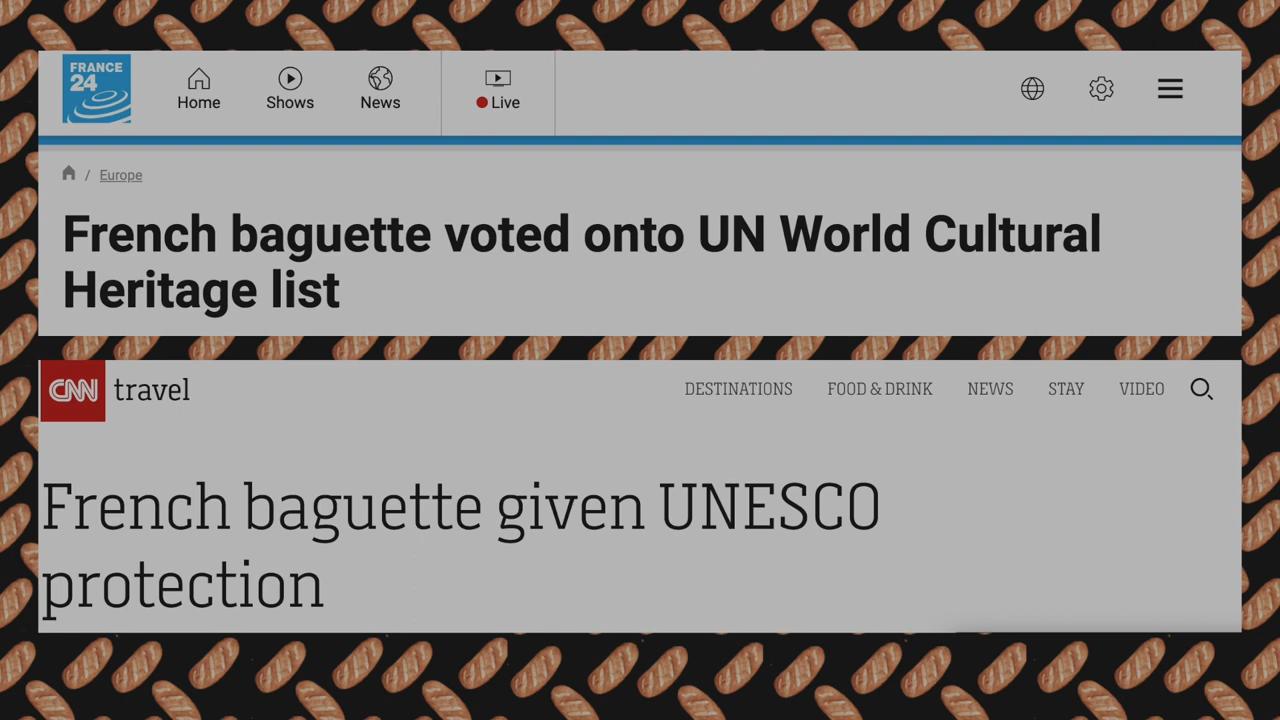 FRANCE
24
Home
Shows
News
Live
/ Europe
French baguette voted onto UN World Cultural
Heritage list
CNN travel
DESTINATIONS
FOOD & DRINK
NEWS
STAY
VIDEO
French baguette given UNESCO
protection